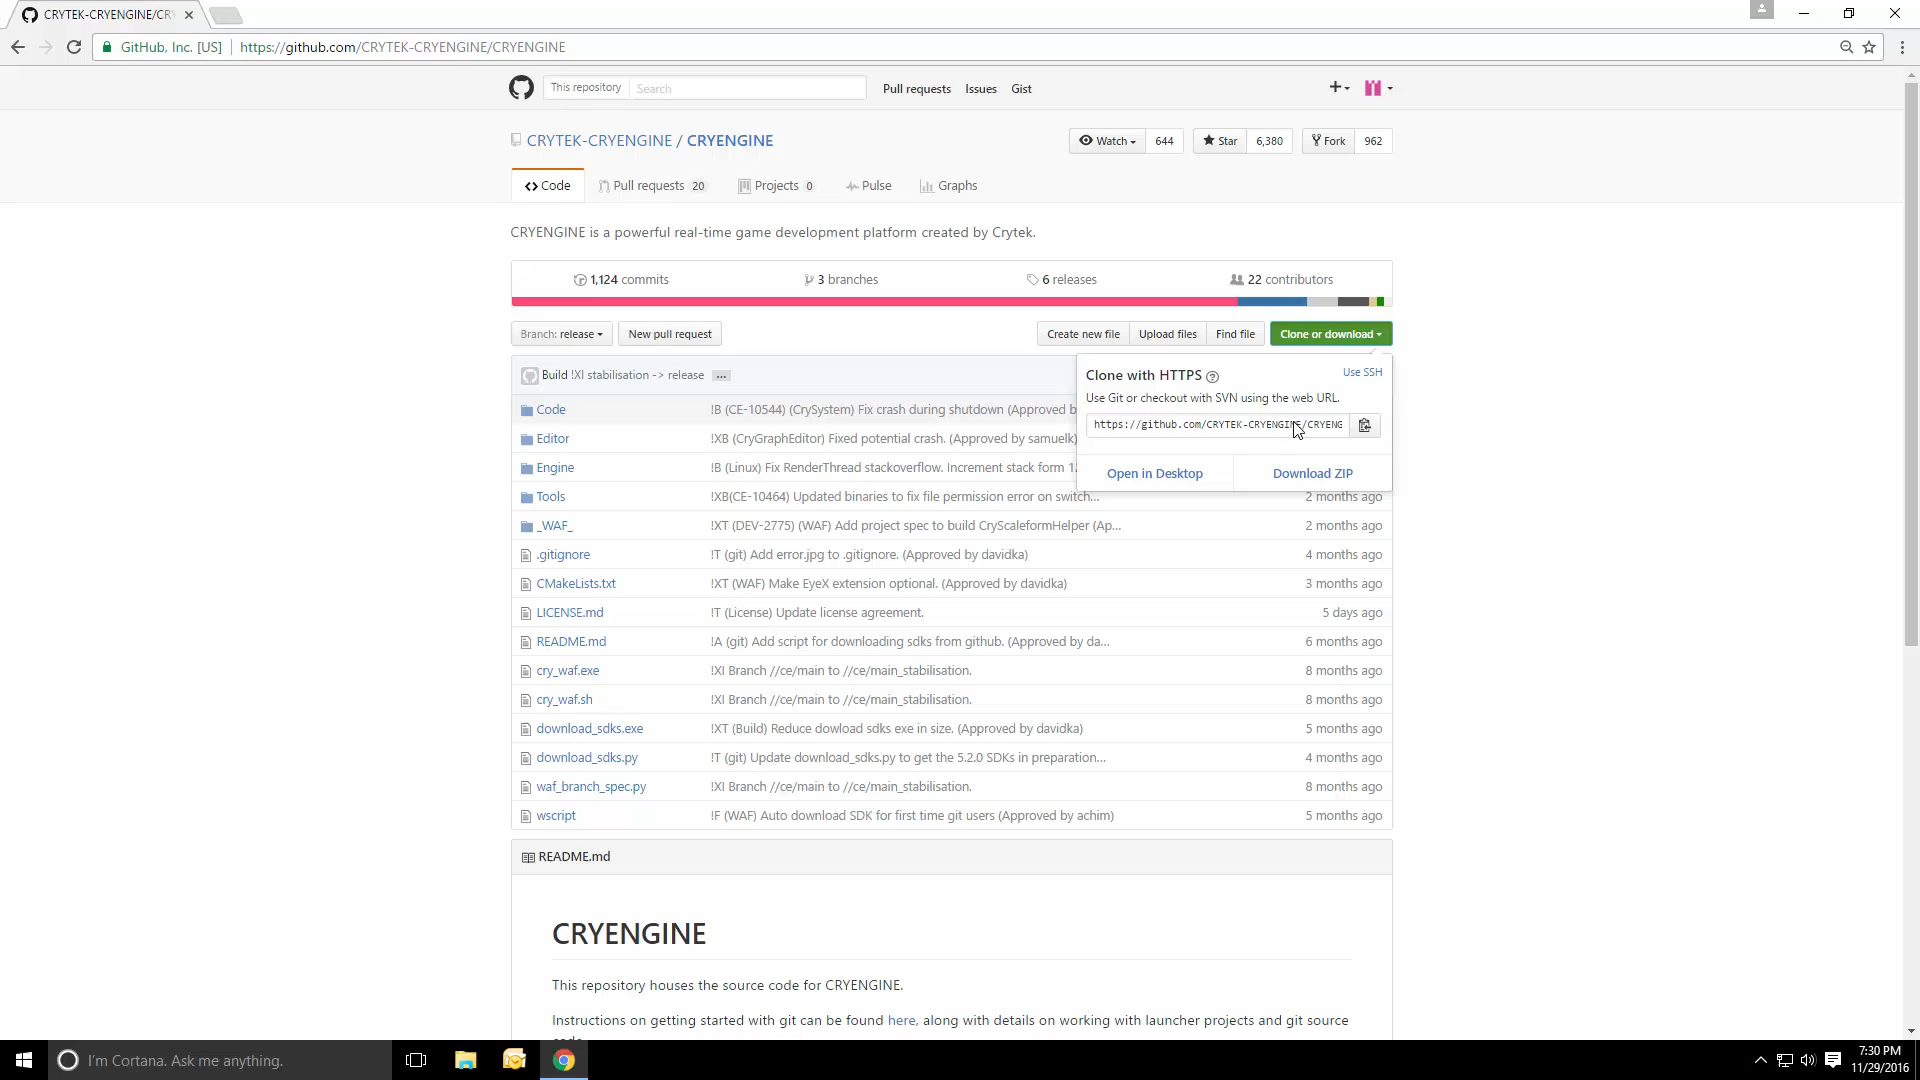 CRYTEK-CRYENGINE/CR
GitHub, Inc. [US] https://github.com/CRYTEK-CRYENGINE/CRYENGINE
This repository Search Pull requests Issues Gist
CRYTEK-CRYENGINE / CRYENGINE Watch 644 Star 6,380 Fork 962
Code Pull requests 20 Projects 0 Pulse Graphs
CRYENGINE is a powerful real-time game development platform created by Crytek.
1,124 commits 3 branches 6 releases 22 contributors
Branch: release New pull request Create new file Upload files Find file Clone or download
Build !XI stabilisation -> release ...
Clone with HTTPS Use SSH
Use Git or checkout with SVN using the web URL.
https://github.com/CRYTEK-CRYENGINE/CRYENG
Open in Desktop Download ZIP
Code !B (CE-10544) (CrySystem) Fix crash during shutdown (Approved b
Editor !XB (CryGraphEditor) Fixed potential crash. (Approved by samuelk)
Engine !B (Linux) Fix RenderThread stackoverflow. Increment stack form 12
Tools !XB(CE-10464) Updated binaries to fix file permission error on switch... 2 months ago
_WAF_ !XT (DEV-2775) (WAF) Add project spec to build CryScaleformHelper (Ap... 2 months ago
.gitignore !T (git) Add error.jpg to .gitignore. (Approved by davidka) 4 months ago
CMakeLists.txt !XT (WAF) Make EyeX extension optional. (Approved by davidka) 3 months ago
LICENSE.md !T (License) Update license agreement. 5 days ago
README.md !A (git) Add script for downloading sdks from github. (Approved by da... 6 months ago
cry_waf.exe !XI Branch //ce/main to //ce/main_stabilisation. 8 months ago
cry_waf.sh !XI Branch //ce/main to //ce/main_stabilisation. 8 months ago
download_sdks.exe !XT (Build) Reduce dowload sdks exe in size. (Approved by davidka) 5 months ago
download_sdks.py !T (git) Update download_sdks.py to get the 5.2.0 SDKs in preparation... 4 months ago
waf_branch_spec.py !XI Branch //ce/main to //ce/main_stabilisation. 8 months ago
wscript !F (WAF) Auto download SDK for first time git users (Approved by achim) 5 months ago
README.md
CRYENGINE
This repository houses the source code for CRYENGINE.
Instructions on getting started with git can be found here, along with details on working with launcher projects and git source
I'm Cortana. Ask me anything.
7:30 PM
11/29/2016